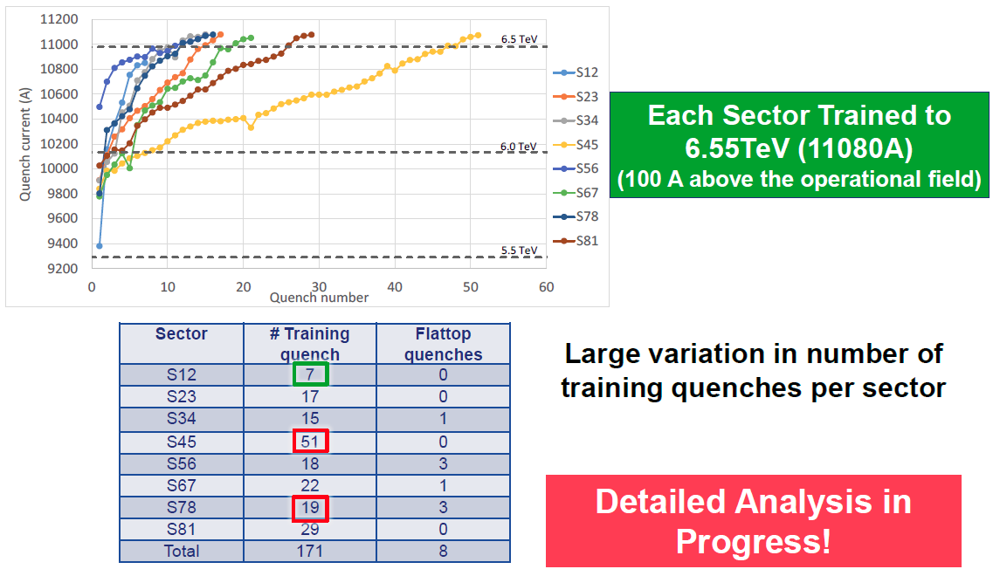 11200
11000
10800
10600
10400
10200
10000
9800
9600
9400
9200
Quench current (A)
0 10 20 30 40 50 60
Quench number
6.5 TeV
6.0 TeV
5.5 TeV
S12
S23
S34
S45
S56
S67
S78
S81
Each Sector Trained to
6.55TeV (11080A)
(100 A above the operational field)
Sector # Training Flattop
quench quenches
S12 7 0
S23 17 0
S34 15 1
S45 51 0
S56 18 3
S67 22 1
S78 19 3
S81 29 0
Total 171 8
Large variation in number of
training quenches per sector
Detailed Analysis in
Progress!